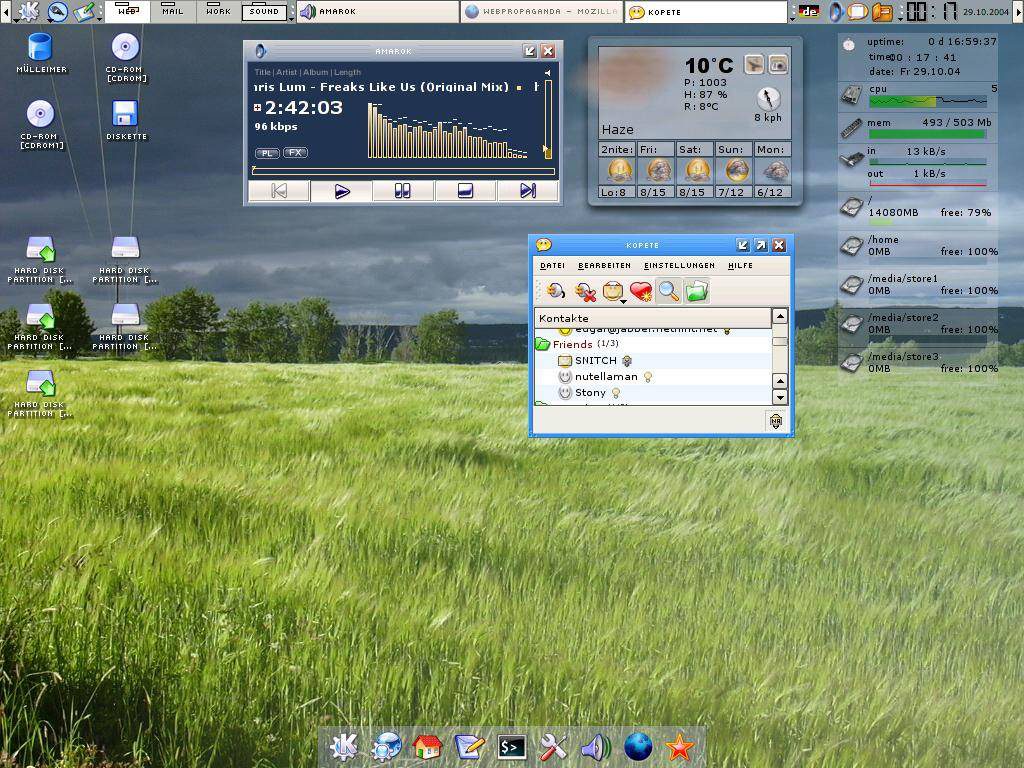 WEB MAIL WORK SOUND AMAROK WEBPROPAGANDA - MOZILLA KOPETE de 00:17 29.10.2004
MÜLLEIMER
CD-ROM
[CDROM]
CD-ROM
[CDROM1]
DISKETTE
HARD DISK
PARTITION [...
HARD DISK
PARTITION [...
HARD DISK
PARTITION [...
HARD DISK
PARTITION [...
HARD DISK
PARTITION [...
AMAROK
Title | Artist | Album | Length
ris Lum - Freaks Like Us (Original Mix)
2:42:03
96 kbps
PL FX
10°C
P: 1003
H: 87 %
R: 8°C
8 kph
Haze
2nite: Fri: Sat: Sun: Mon:
Lo:8 8/15 8/15 7/12 6/12
KOPETE
DATEI BEARBEITEN EINSTELLUNGEN HILFE
Kontakte
edgar@jabber.nethint.net
Friends (1/3)
SNITCH
nutellaman
Stony
uptime: 0 d 16:59:37
time: 00 : 17 : 41
date: Fr 29.10.04
cpu 5
mem 493 / 503 Mb
in 13 kB/s
out 1 kB/s
/
14080MB free: 79%
/home
0MB free: 100%
/media/store1
0MB free: 100%
/media/store2
0MB free: 100%
/media/store3
0MB free: 100%